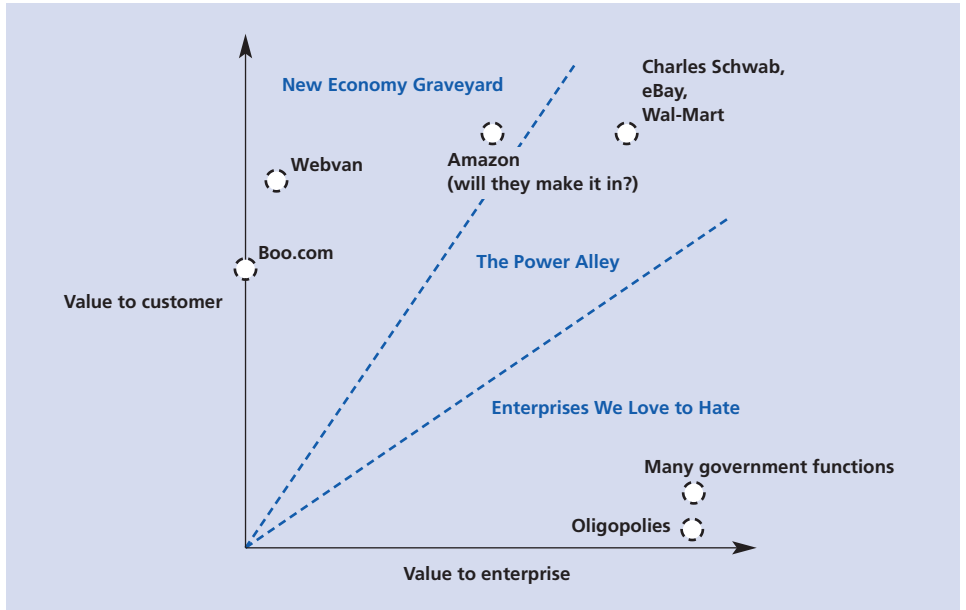 New Economy Graveyard
Charles Schwab,
eBay,
Wal-Mart
Webvan
Amazon
(will they make it in?)
Boo.com
The Power Alley
Value to customer
Enterprises We Love to Hate
Many government functions
Oligopolies
Value to enterprise